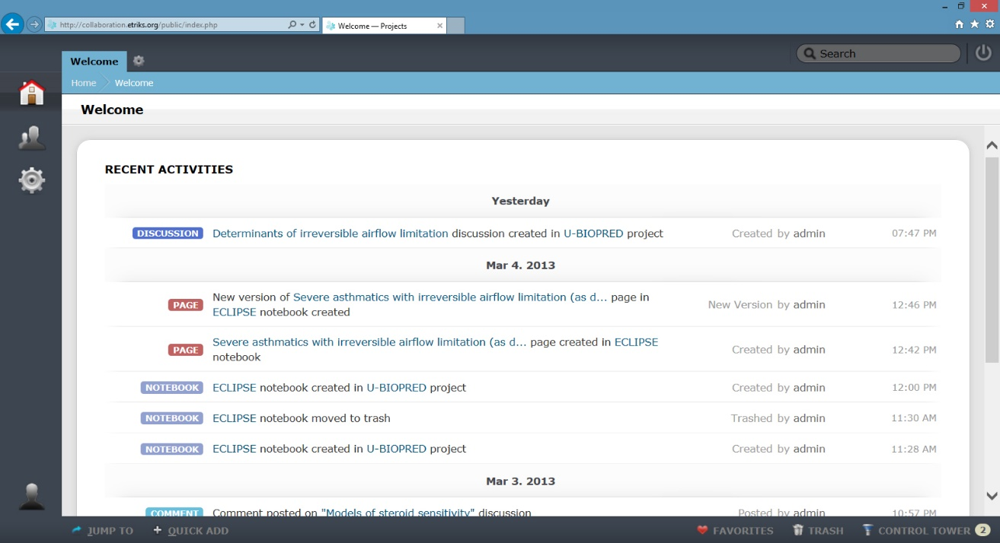 http://collaboration.etriks.org/public/index.php
Welcome — Projects
Welcome
Search
Home
Welcome
Welcome
RECENT ACTIVITIES
Yesterday
DISCUSSION Determinants of irreversible airflow limitation discussion created in U-BIOPRED project Created by admin 07:47 PM
Mar 4. 2013
PAGE New version of Severe asthmatics with irreversible airflow limitation (as d... page in
ECLIPSE notebook created New Version by admin 12:46 PM
PAGE Severe asthmatics with irreversible airflow limitation (as d... page created in ECLIPSE
notebook Created by admin 12:42 PM
NOTEBOOK ECLIPSE notebook created in U-BIOPRED project Created by admin 12:00 PM
NOTEBOOK ECLIPSE notebook moved to trash Trashed by admin 11:30 AM
NOTEBOOK ECLIPSE notebook created in U-BIOPRED project Created by admin 11:28 AM
Mar 3. 2013
COMMENT Comment posted on "Models of steroid sensitivity" discussion Posted by admin 10:57 PM
JUMP TO QUICK ADD FAVORITES TRASH CONTROL TOWER 2